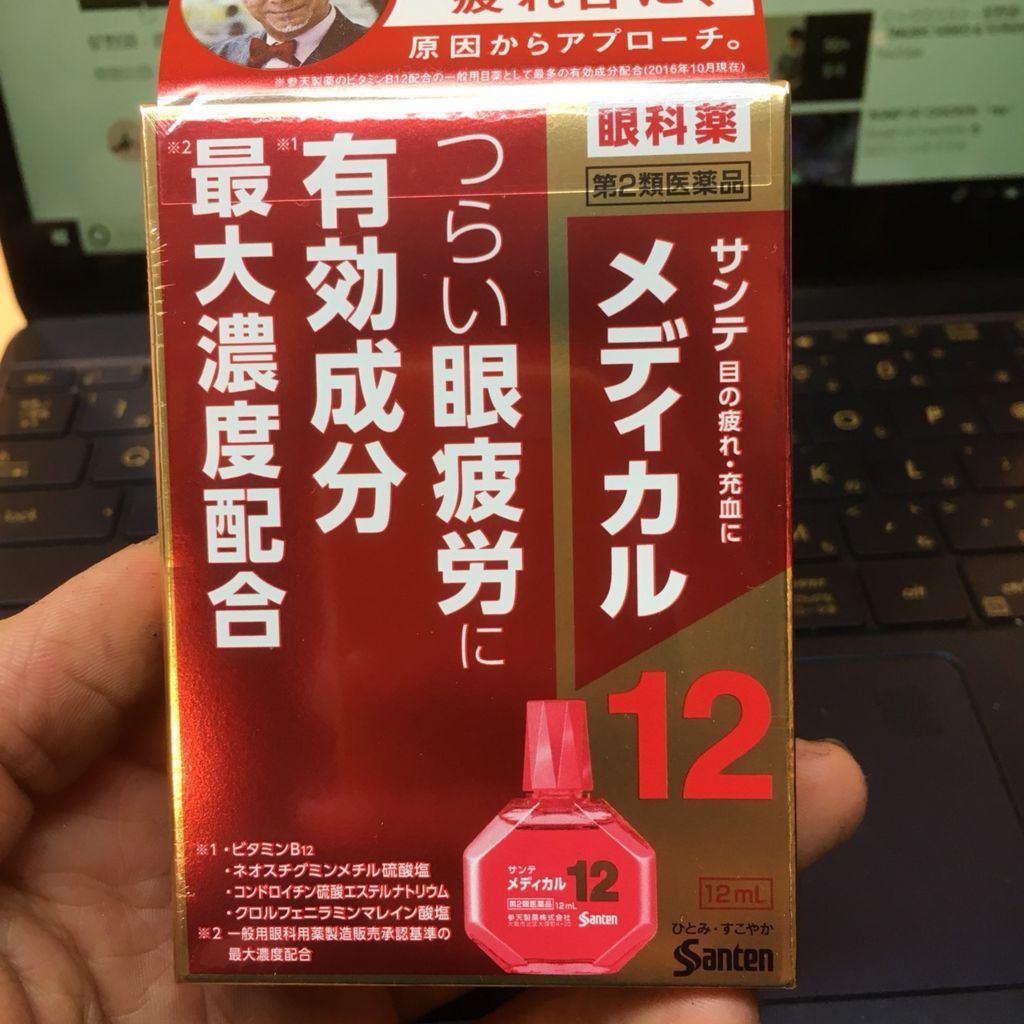 原因からアプローチ。
※参天製薬のビタミンB12配合の一般用目薬として最多の有効成分配合(2016年10月現在)
眼科薬
第2類医薬品
サンテ 目の疲れ・充血に
メディカル
12
つらい眼疲労に
※1 有効成分
※2 最大濃度配合
※1・ビタミンB12
・ネオスチグミンメチル硫酸塩
・コンドロイチン硫酸エステルナトリウム
・クロルフェニラミンマレイン酸塩
※2 一般用眼科用薬製造販売承認基準の
最大濃度配合
サンテ
メディカル12
第2類医薬品 12mL
参天製薬株式会社
Santen
12mL
ひとみ・すこやか
Santen